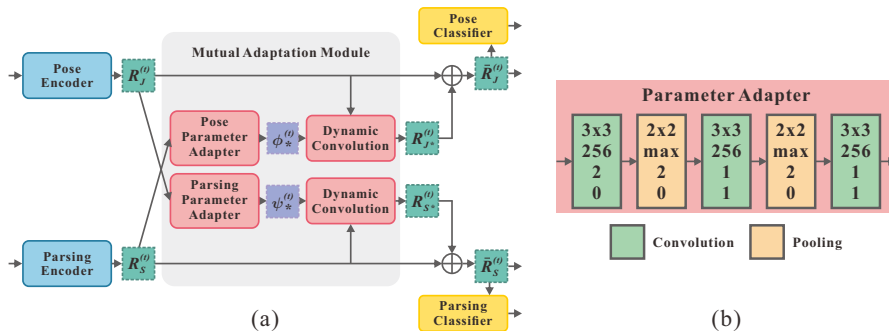 Pose
Classifier
Mutual Adaptation Module
Pose
Encoder
R_J^(t)
R̄_J^(t)
Parameter Adapter
Pose
Parameter
Adapter
ϕ_*^(t)
Dynamic
Convolution
R_J*^(t)
3x3
256
2
0
2x2
max
2
0
3x3
256
1
1
2x2
max
2
0
3x3
256
1
1
Parsing
Parameter
Adapter
ψ_*^(t)
Dynamic
Convolution
R_S*^(t)
Convolution
Pooling
Parsing
Encoder
R_S^(t)
R̄_S^(t)
Parsing
Classifier
(a)
(b)